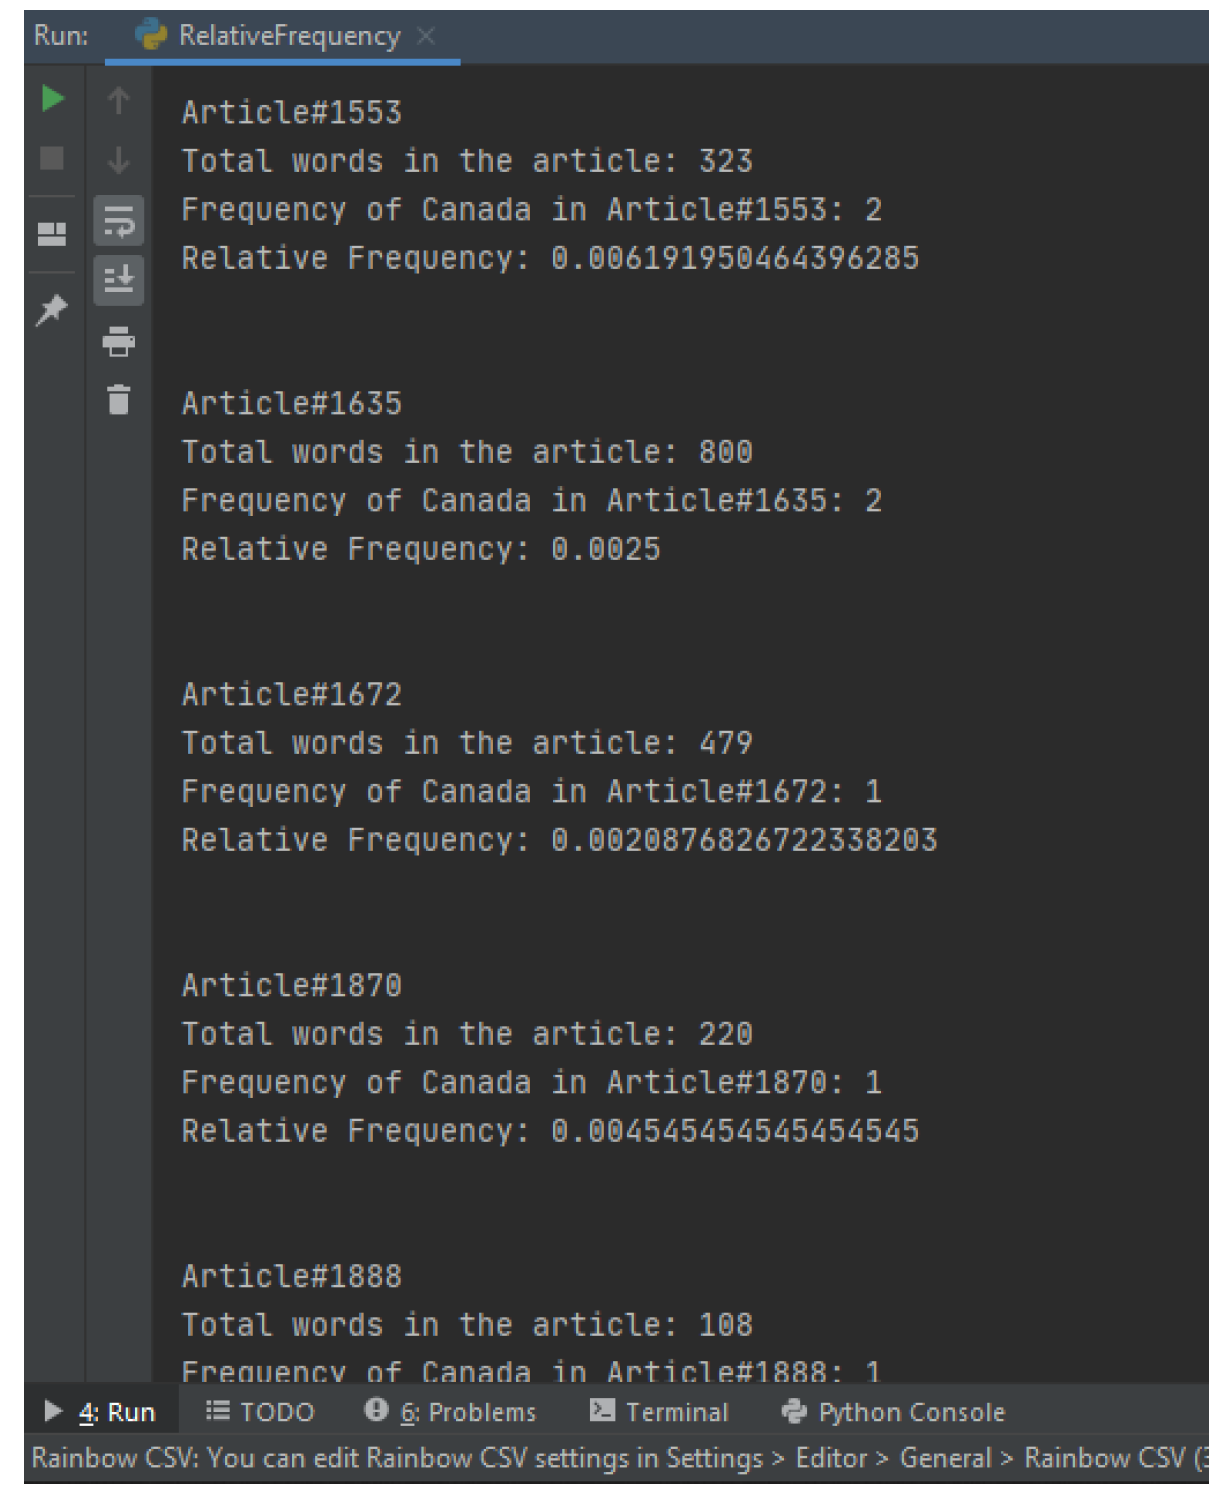 Run: RelativeFrequency
Article#1553
Total words in the article: 323
Frequency of Canada in Article#1553: 2
Relative Frequency: 0.006191950464396285
Article#1635
Total words in the article: 800
Frequency of Canada in Article#1635: 2
Relative Frequency: 0.0025
Article#1672
Total words in the article: 479
Frequency of Canada in Article#1672: 1
Relative Frequency: 0.0020876826722338203
Article#1870
Total words in the article: 220
Frequency of Canada in Article#1870: 1
Relative Frequency: 0.004545454545454545
Article#1888
Total words in the article: 108
Frequency of Canada in Article#1888: 1
4: Run TODO 6: Problems Terminal Python Console
Rainbow CSV: You can edit Rainbow CSV settings in Settings > Editor > General > Rainbow CSV (